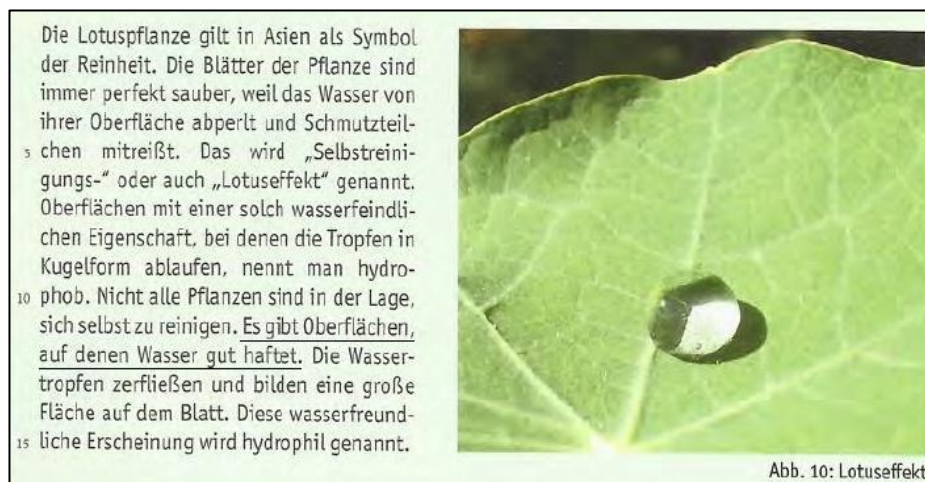 Die Lotuspflanze gilt in Asien als Symbol
der Reinheit. Die Blätter der Pflanze sind
immer perfekt sauber, weil das Wasser von
ihrer Oberfläche abperlt und Schmutzteil-
5 chen mitreißt. Das wird „Selbstreini-
gungs-“ oder auch „Lotuseffekt“ genannt.
Oberflächen mit einer solch wasserfeindli-
chen Eigenschaft, bei denen die Tropfen in
Kugelform ablaufen, nennt man hydro-
10 phob. Nicht alle Pflanzen sind in der Lage,
sich selbst zu reinigen. Es gibt Oberflächen,
auf denen Wasser gut haftet. Die Wasser-
tropfen zerfließen und bilden eine große
Fläche auf dem Blatt. Diese wasserfreund-
15 liche Erscheinung wird hydrophil genannt.
Abb. 10: Lotuseffekt